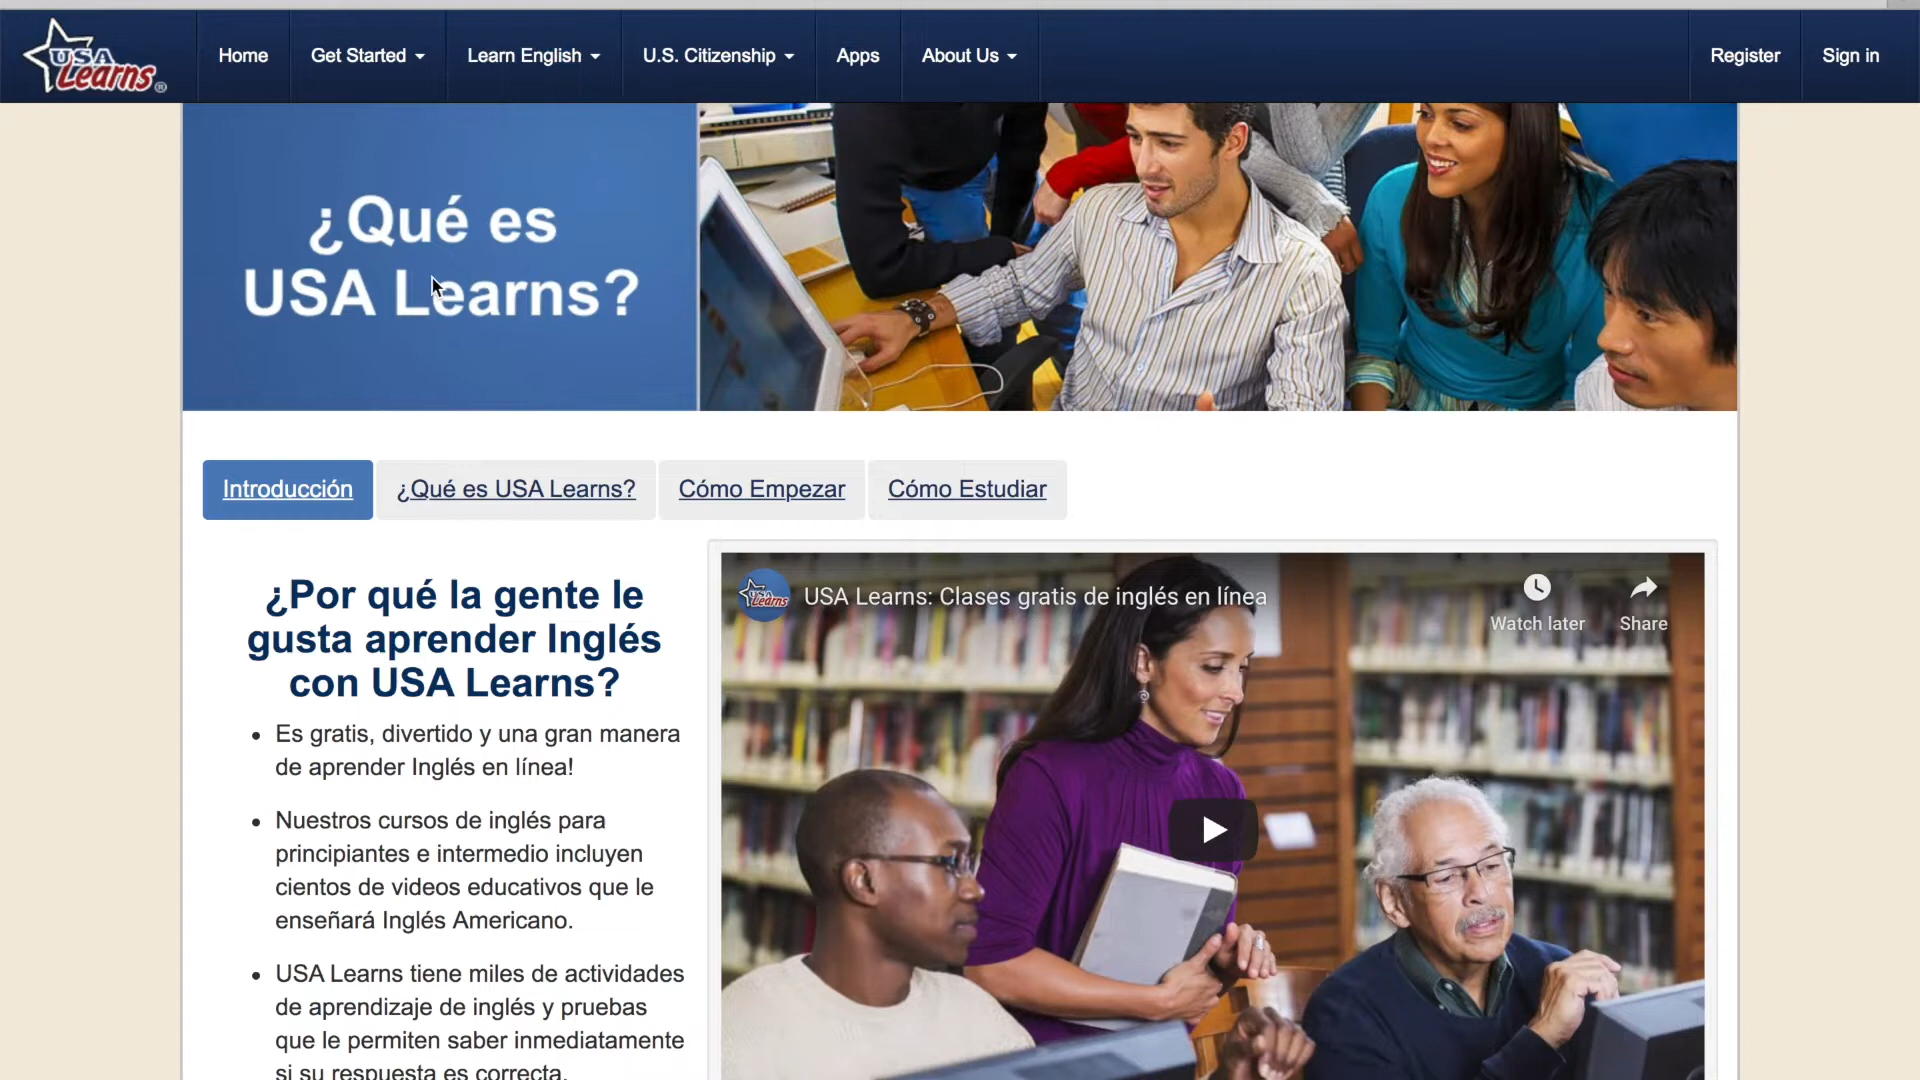 USA
Learns®
Home
Get Started
Learn English
U.S. Citizenship
Apps
About Us
Register
Sign in
¿Qué es
USA Learns?
Introducción
¿Qué es USA Learns?
Cómo Empezar
Cómo Estudiar
¿Por qué la gente le
gusta aprender Inglés
con USA Learns?
• Es gratis, divertido y una gran manera
de aprender Inglés en línea!
• Nuestros cursos de inglés para
principiantes e intermedio incluyen
cientos de videos educativos que le
enseñará Inglés Americano.
• USA Learns tiene miles de actividades
de aprendizaje de inglés y pruebas
que le permiten saber inmediatamente
si su respuesta es correcta.
USA
Learns
USA Learns: Clases gratis de inglés en línea
Watch later
Share